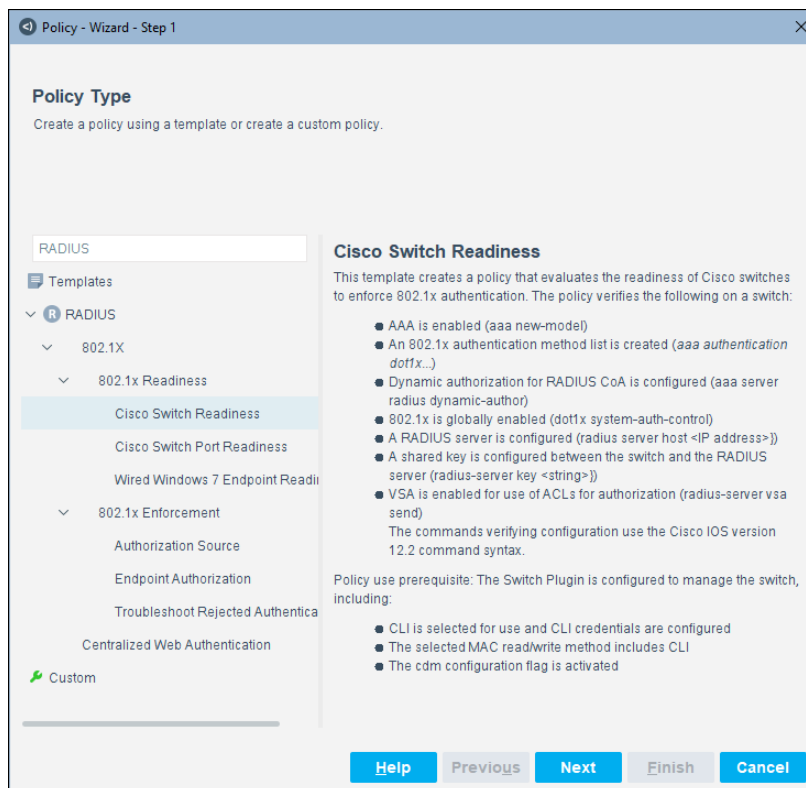 Policy - Wizard - Step 1
Policy Type
Create a policy using a template or create a custom policy.
RADIUS
Templates
R RADIUS
802.1X
802.1x Readiness
Cisco Switch Readiness
Cisco Switch Port Readiness
Wired Windows 7 Endpoint Readi
802.1x Enforcement
Authorization Source
Endpoint Authorization
Troubleshoot Rejected Authentica
Centralized Web Authentication
Custom
Cisco Switch Readiness
This template creates a policy that evaluates the readiness of Cisco switches
to enforce 802.1x authentication. The policy verifies the following on a switch:
● AAA is enabled (aaa new-model)
● An 802.1x authentication method list is created (aaa authentication
dot1x...)
● Dynamic authorization for RADIUS CoA is configured (aaa server
radius dynamic-author)
● 802.1x is globally enabled (dot1x system-auth-control)
● A RADIUS server is configured (radius server host <IP address>})
● A shared key is configured between the switch and the RADIUS
server (radius-server key <string>})
● VSA is enabled for use of ACLs for authorization (radius-server vsa
send)
The commands verifying configuration use the Cisco IOS version
12.2 command syntax.
Policy use prerequisite: The Switch Plugin is configured to manage the switch,
including:
● CLI is selected for use and CLI credentials are configured
● The selected MAC read/write method includes CLI
● The cdm configuration flag is activated
Help Previous Next Finish Cancel